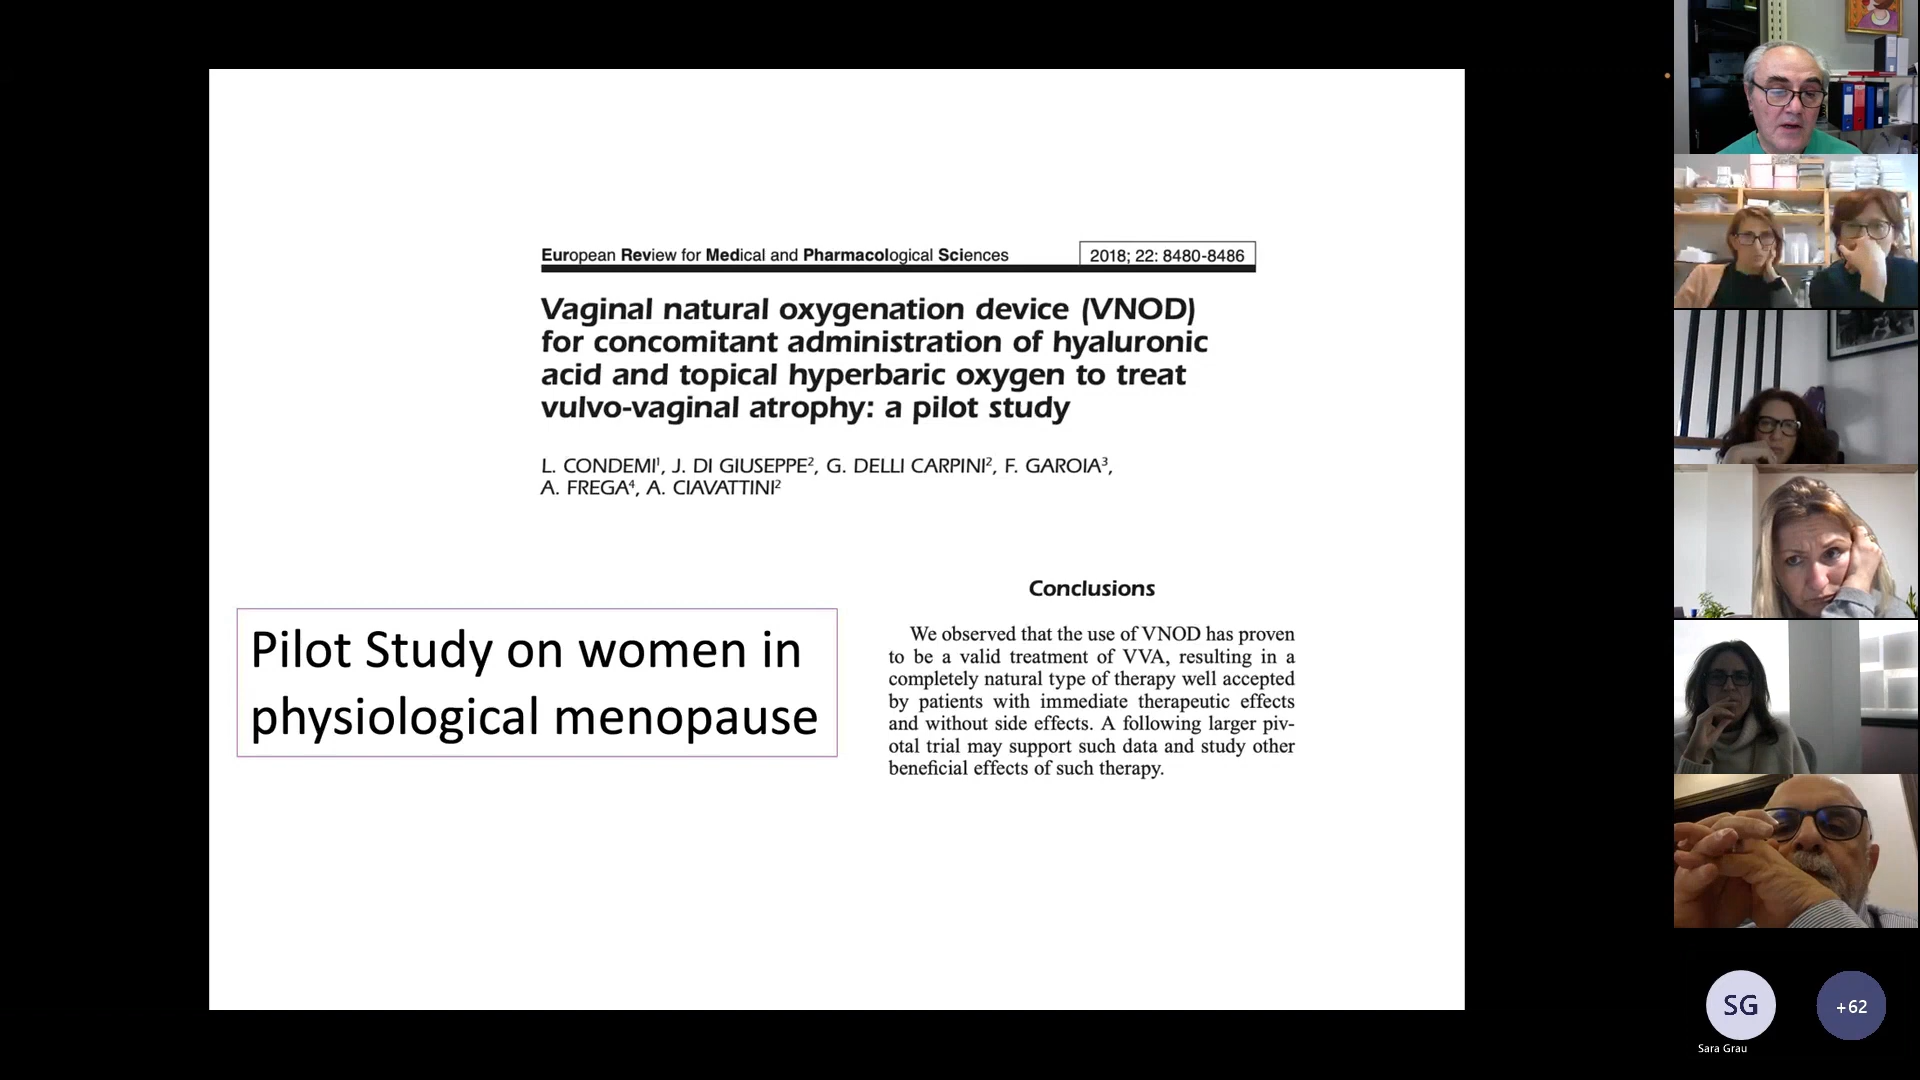 European Review for Medical and Pharmacological Sciences
2018; 22: 8480-8486
Vaginal natural oxygenation device (VNOD)
for concomitant administration of hyaluronic
acid and topical hyperbaric oxygen to treat
vulvo-vaginal atrophy: a pilot study
L. CONDEMI¹, J. DI GIUSEPPE², G. DELLI CARPINI², F. GAROIA³,
A. FREGA⁴, A. CIAVATTINI²
Pilot Study on women in
physiological menopause
Conclusions
We observed that the use of VNOD has proven
to be a valid treatment of VVA, resulting in a
completely natural type of therapy well accepted
by patients with immediate therapeutic effects
and without side effects. A following larger piv-
otal trial may support such data and study other
beneficial effects of such therapy.
SG
+62
Sara Grau